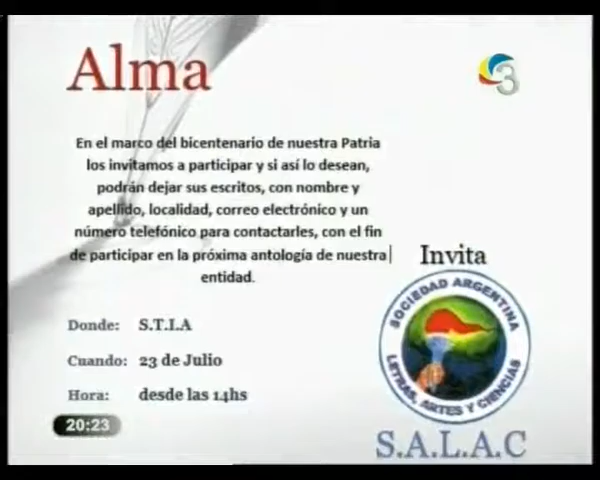 Alma
3
En el marco del bicentenario de nuestra Patria
los invitamos a participar y si así lo desean,
podrán dejar sus escritos, con nombre y
apellido, localidad, correo electrónico y un
número telefónico para contactarles, con el fin
de participar en la próxima antología de nuestra
entidad.
Invita
SOCIEDAD ARGENTINA
LETRAS, ARTES Y CIENCIAS
S.A.L.A.C
Donde: S.T.I.A
Cuando: 23 de Julio
Hora: desde las 14hs
20:23